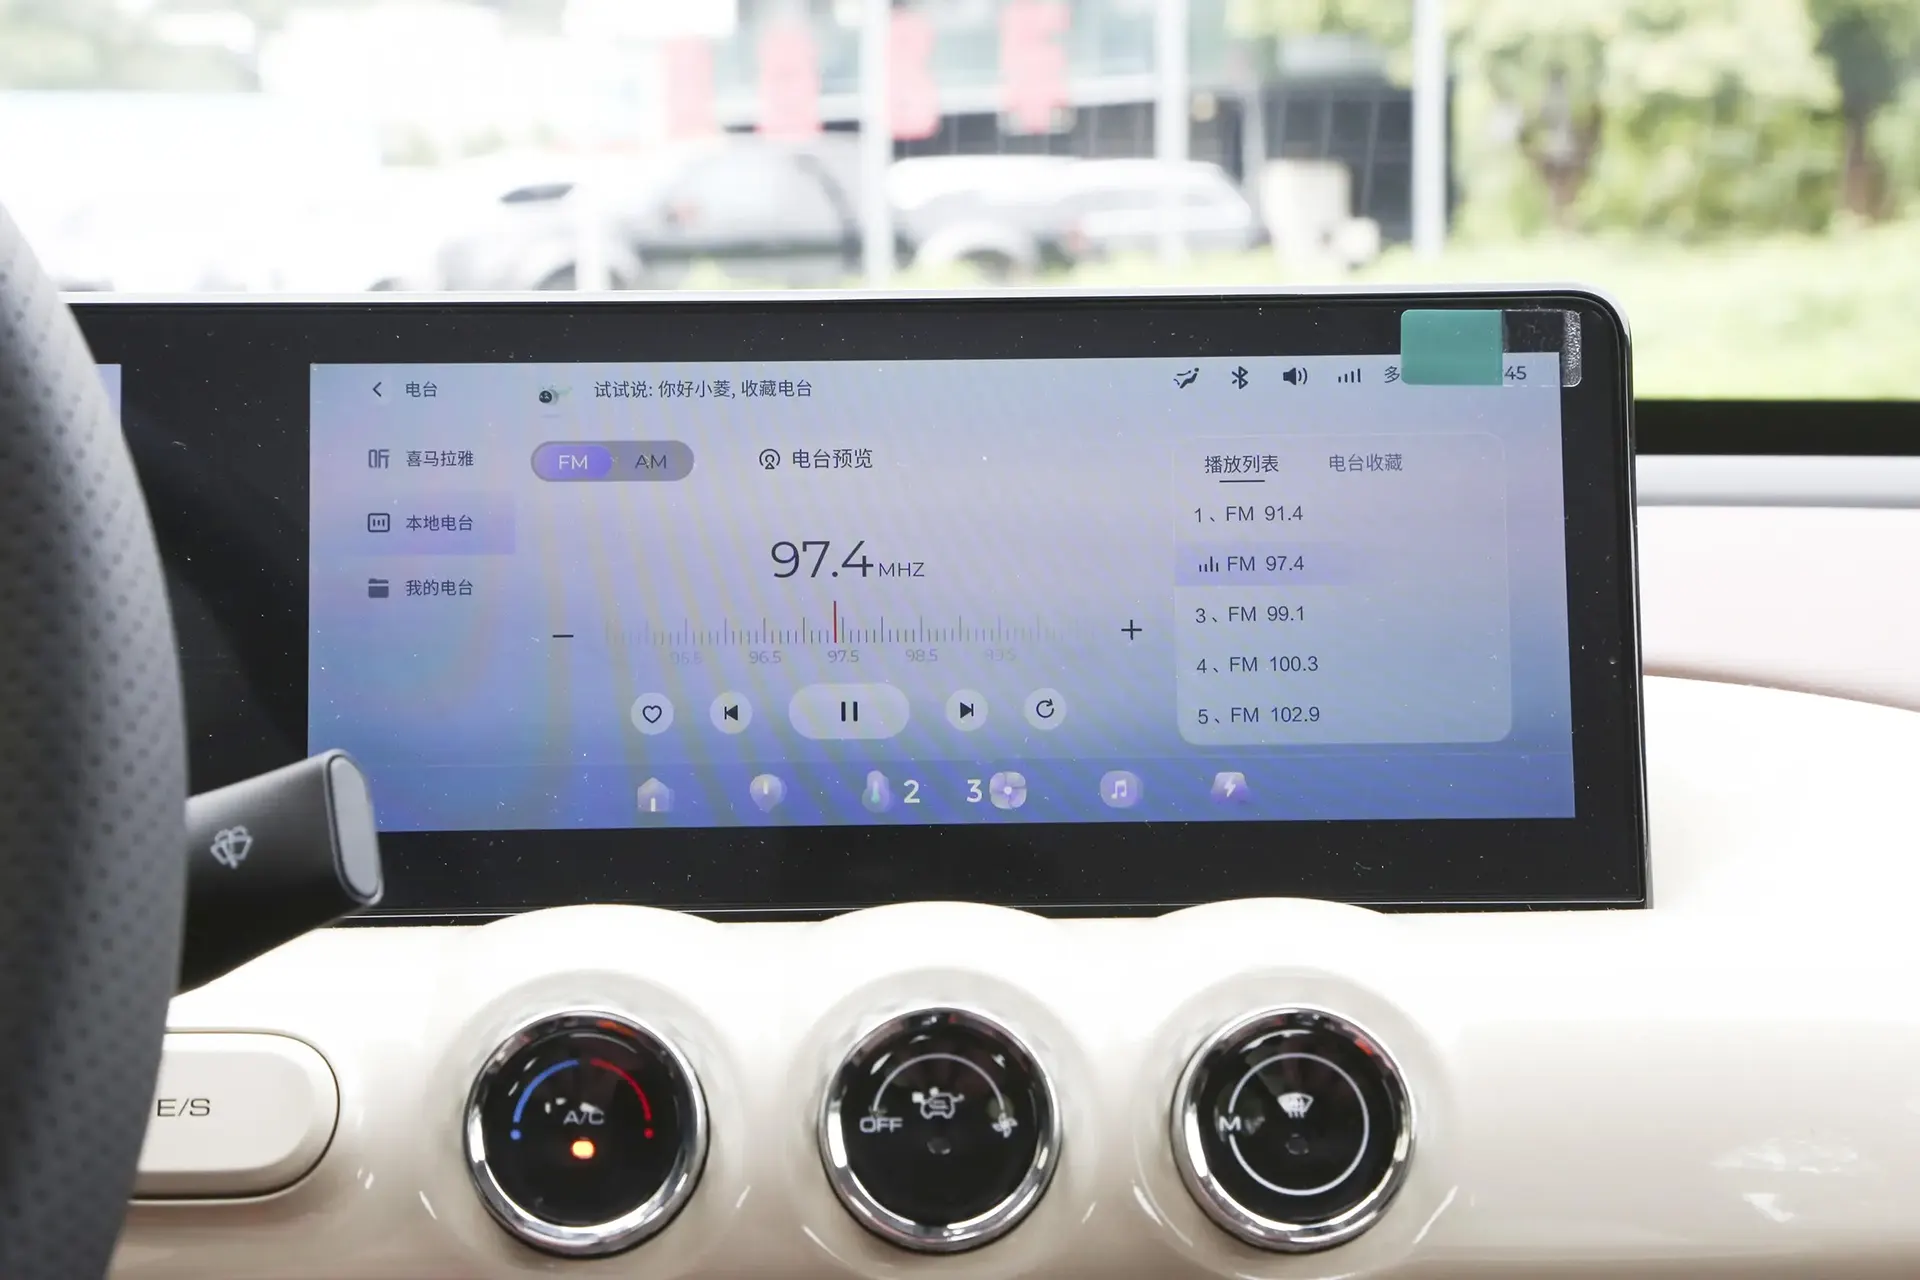 电台
试试说: 你好小菱, 收藏电台
多
45
喜马拉雅
本地电台
我的电台
FM AM
电台预览
97.4 MHZ
96.5 97.5 98.5
播放列表 电台收藏
1、FM 91.4
FM 97.4
3、FM 99.1
4、FM 100.3
5、FM 102.9
2 3
E/S
A/C
OFF
M